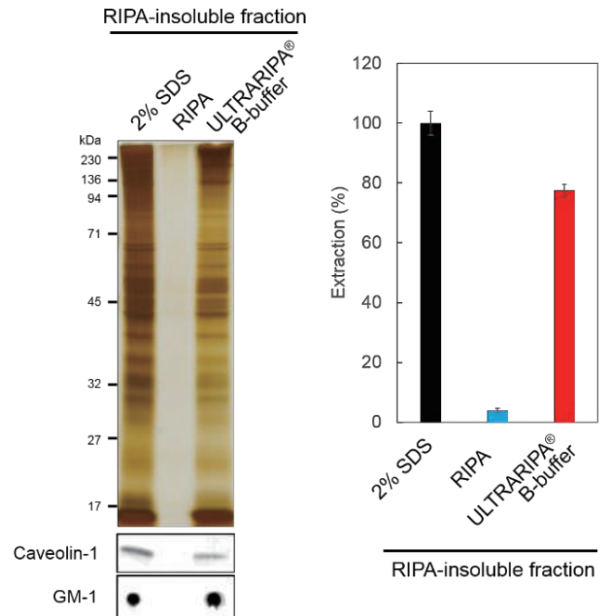 RIPA-insoluble fraction
2% SDS
RIPA
ULTRARIPA®
B-buffer
kDa
230
136
94
71
45
32
27
17
Caveolin-1
GM-1
120
100
80
60
40
20
0
Extraction (%)
2% SDS
RIPA
ULTRARIPA®
B-buffer
RIPA-insoluble fraction